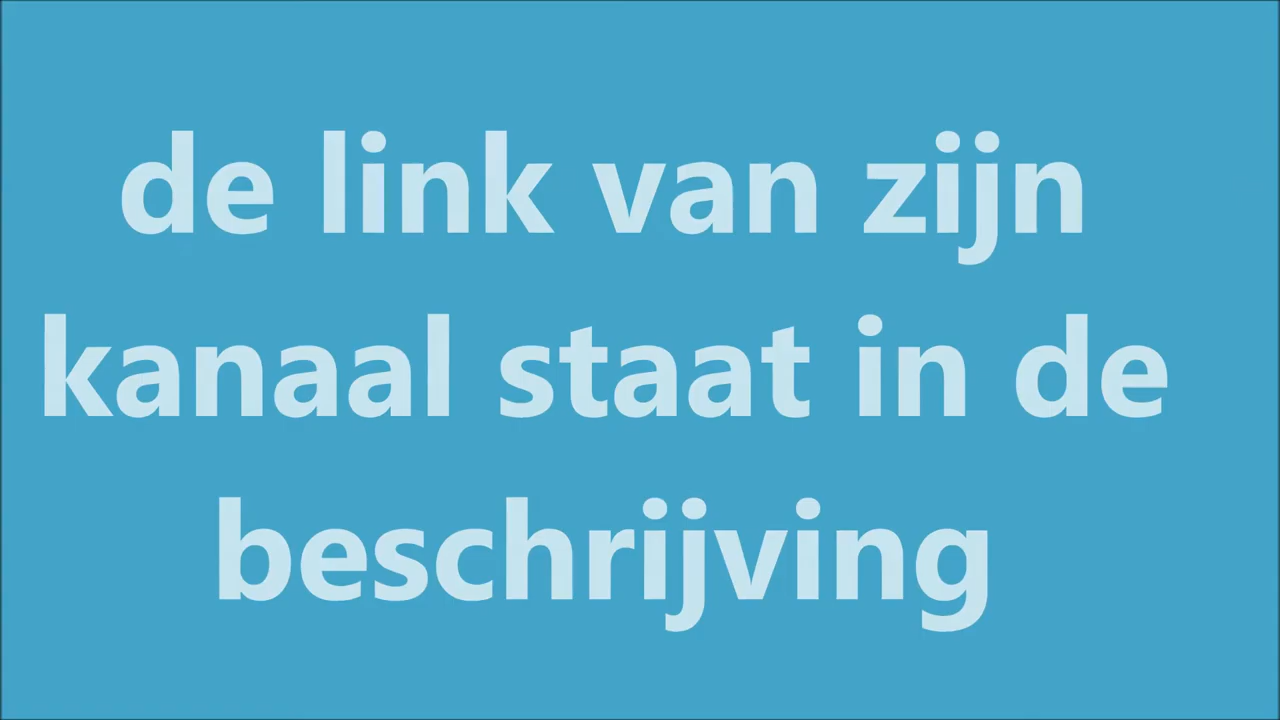 de link van zijn
kanaal staat in de
beschrijving